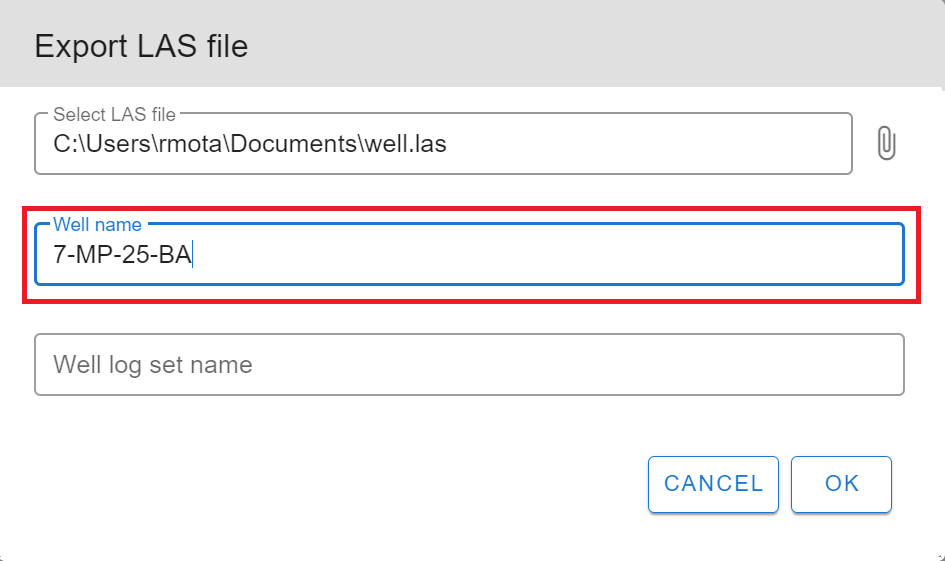 Export LAS file
Select LAS file
C:\Users\rmota\Documents\well.las
Well name
7-MP-25-BA
Well log set name
CANCEL OK